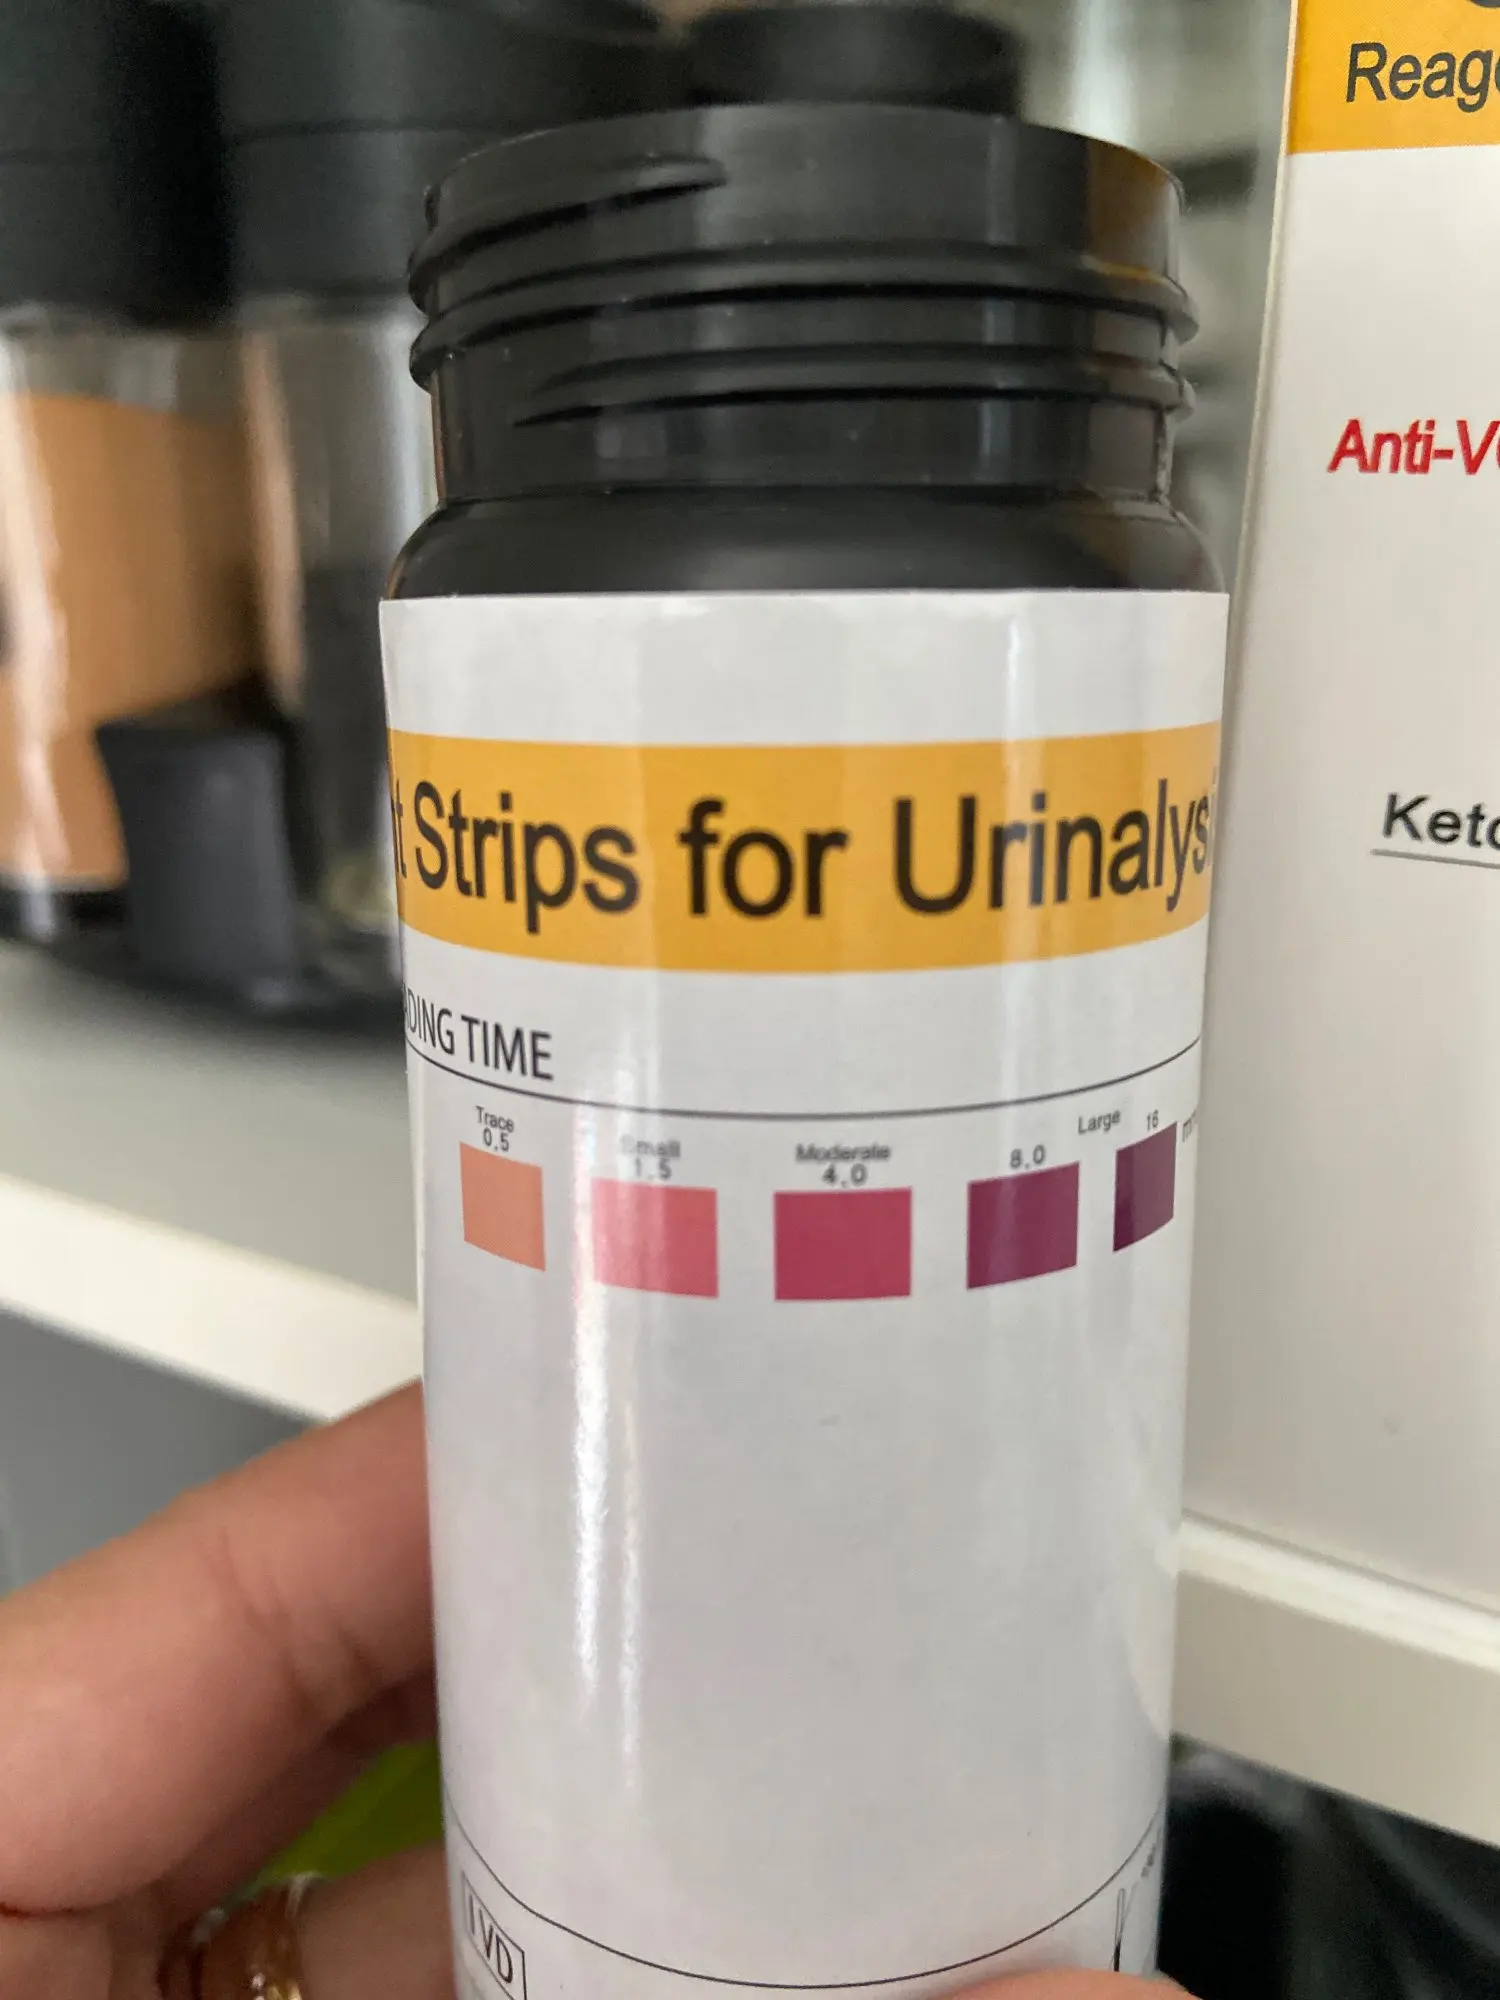 Strips for Urinalys
TIME
Trace
0.5
Small
1.5
Moderate
4.0
8.0
Large
16
IVD
Reag
Anti-V
Keto